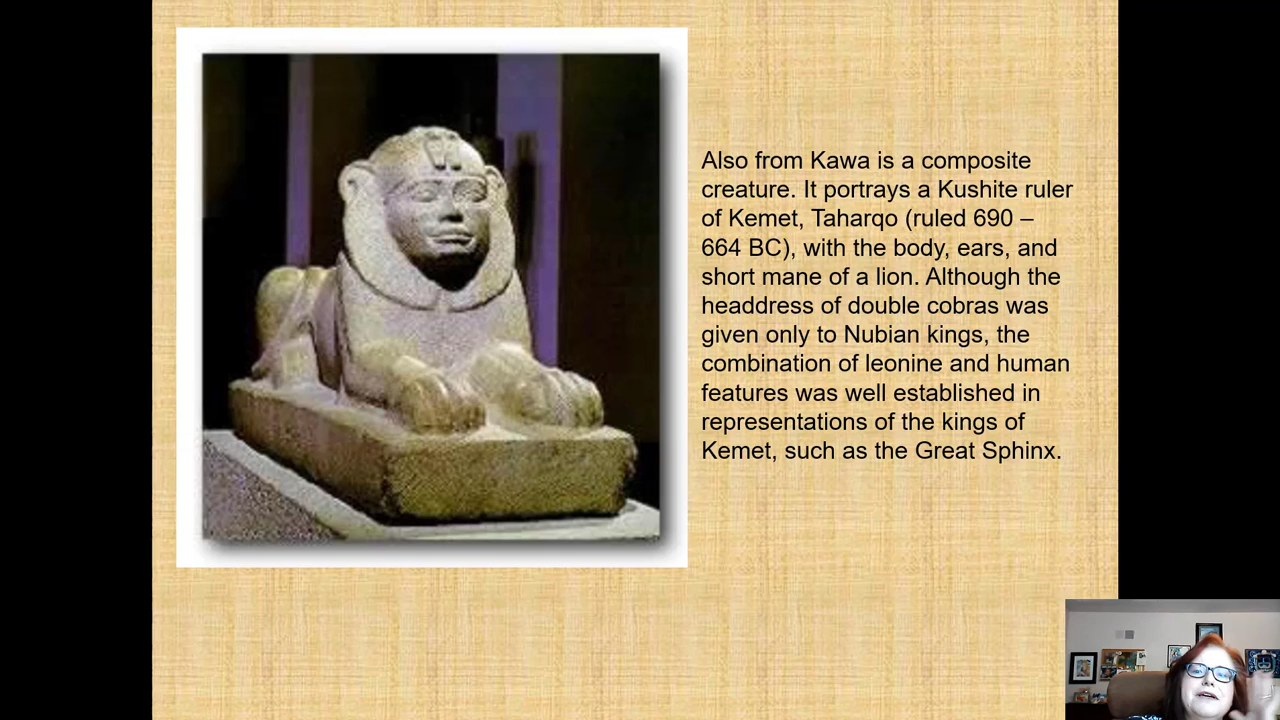 Also from Kawa is a composite
creature. It portrays a Kushite ruler
of Kemet, Taharqo (ruled 690 –
664 BC), with the body, ears, and
short mane of a lion. Although the
headdress of double cobras was
given only to Nubian kings, the
combination of leonine and human
features was well established in
representations of the kings of
Kemet, such as the Great Sphinx.